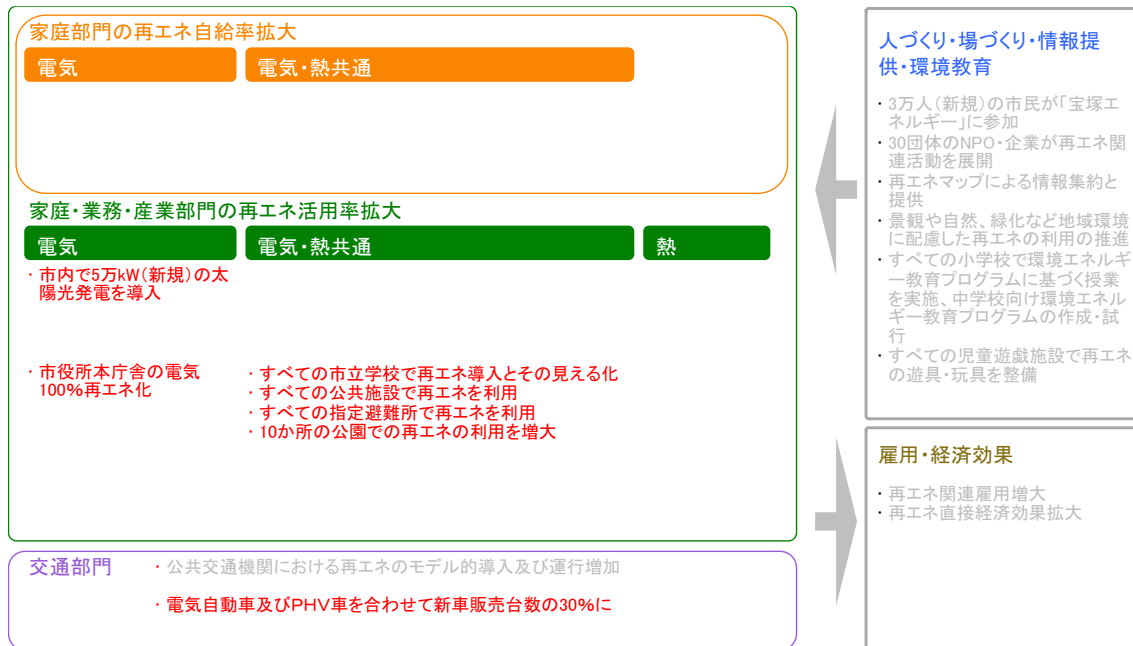 家庭部門の再エネ自給率拡大
電気
電気・熱共通
家庭・業務・産業部門の再エネ活用率拡大
電気
電気・熱共通
熱
・市内で5万kW（新規）の太
陽光発電を導入
・市役所本庁舎の電気
100%再エネ化
・すべての市立学校で再エネ導入とその見える化
・すべての公共施設で再エネを利用
・すべての指定避難所で再エネを利用
・10か所の公園での再エネの利用を増大
交通部門
・公共交通機関における再エネのモデル的導入及び運行増加
・電気自動車及びPHV車を合わせて新車販売台数の30%に
人づくり・場づくり・情報提
供・環境教育
・3万人（新規）の市民が「宝塚エ
ネルギー」に参加
・30団体のNPO・企業が再エネ関
連活動を展開
・再エネマップによる情報集約と
提供
・景観や自然、緑化など地域環境
に配慮した再エネの利用の推進
・すべての小学校で環境エネルギ
ー教育プログラムに基づく授業
を実施、中学校向け環境エネル
ギー教育プログラムの作成・試
行
・すべての児童遊戯施設で再エネ
の遊具・玩具を整備
雇用・経済効果
・再エネ関連雇用増大
・再エネ直接経済効果拡大